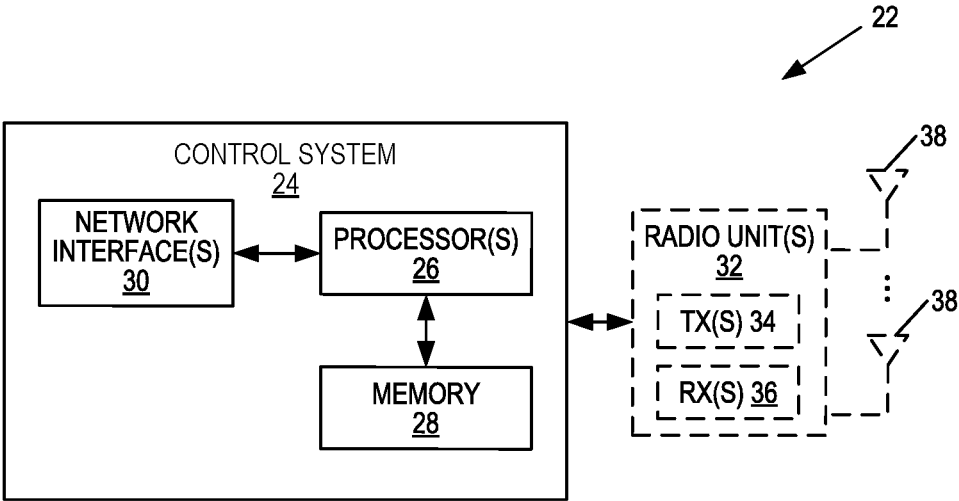 22
CONTROL SYSTEM
24
NETWORK
INTERFACE(S)
30
PROCESSOR(S)
26
MEMORY
28
RADIO UNIT(S)
32
TX(S) 34
RX(S) 36
38
38